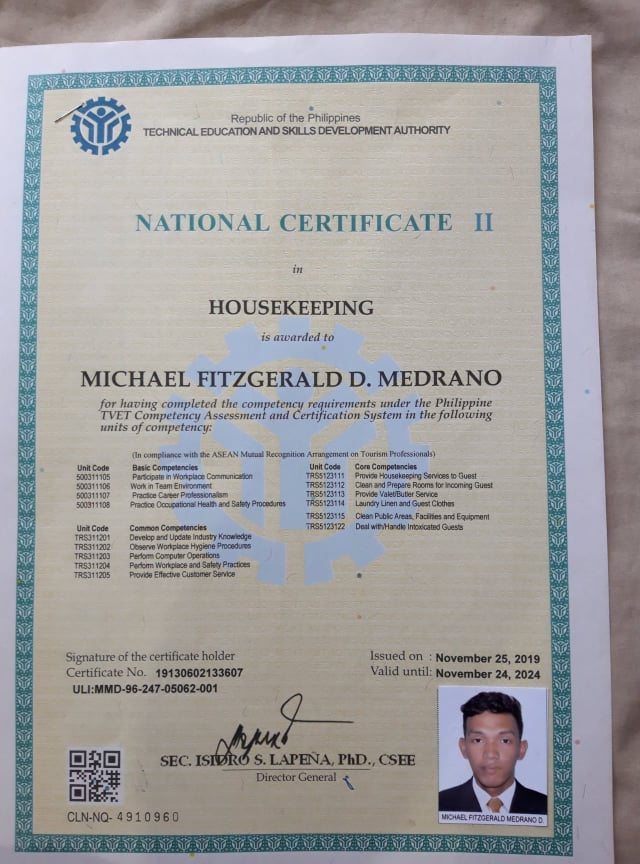 Republic of the Philippines
TECHNICAL EDUCATION AND SKILLS DEVELOPMENT AUTHORITY
NATIONAL CERTIFICATE II
in
HOUSEKEEPING
is awarded to
MICHAEL FITZGERALD D. MEDRANO
for having completed the competency requirements under the Philippine
TVET Competency Assessment and Certification System in the following
units of competency:
(In compliance with the ASEAN Mutual Recognition Arrangement on Tourism Professionals)
Unit Code Basic Competencies
500311105 Participate in Workplace Communication
500311106 Work in Team Environment
500311107 Practice Career Professionalism
500311108 Practice Occupational Health and Safety Procedures
Unit Code Common Competencies
TRS311201 Develop and Update Industry Knowledge
TRS311202 Observe Workplace Hygiene Procedures
TRS311203 Perform Computer Operations
TRS311204 Perform Workplace and Safety Practices
TRS311205 Provide Effective Customer Service
Unit Code Core Competencies
TRS5123111 Provide Housekeeping Services to Guest
TRS5123112 Clean and Prepare Rooms for Incoming Guest
TRS5123113 Provide Valet/Butler Service
TRS5123114 Laundry Linen and Guest Clothes
TRS5123115 Clean Public Areas, Facilities and Equipment
TRS5123122 Deal with/Handle Intoxicated Guests
Signature of the certificate holder
Certificate No. 19130602133607
ULI:MMD-96-247-05062-001
Issued on : November 25, 2019
Valid until: November 24, 2024
SEC. ISIDRO S. LAPEÑA, PhD., CSEE
Director General
CLN-NQ- 4910960
MICHAEL FITZGERALD MEDRANO D.